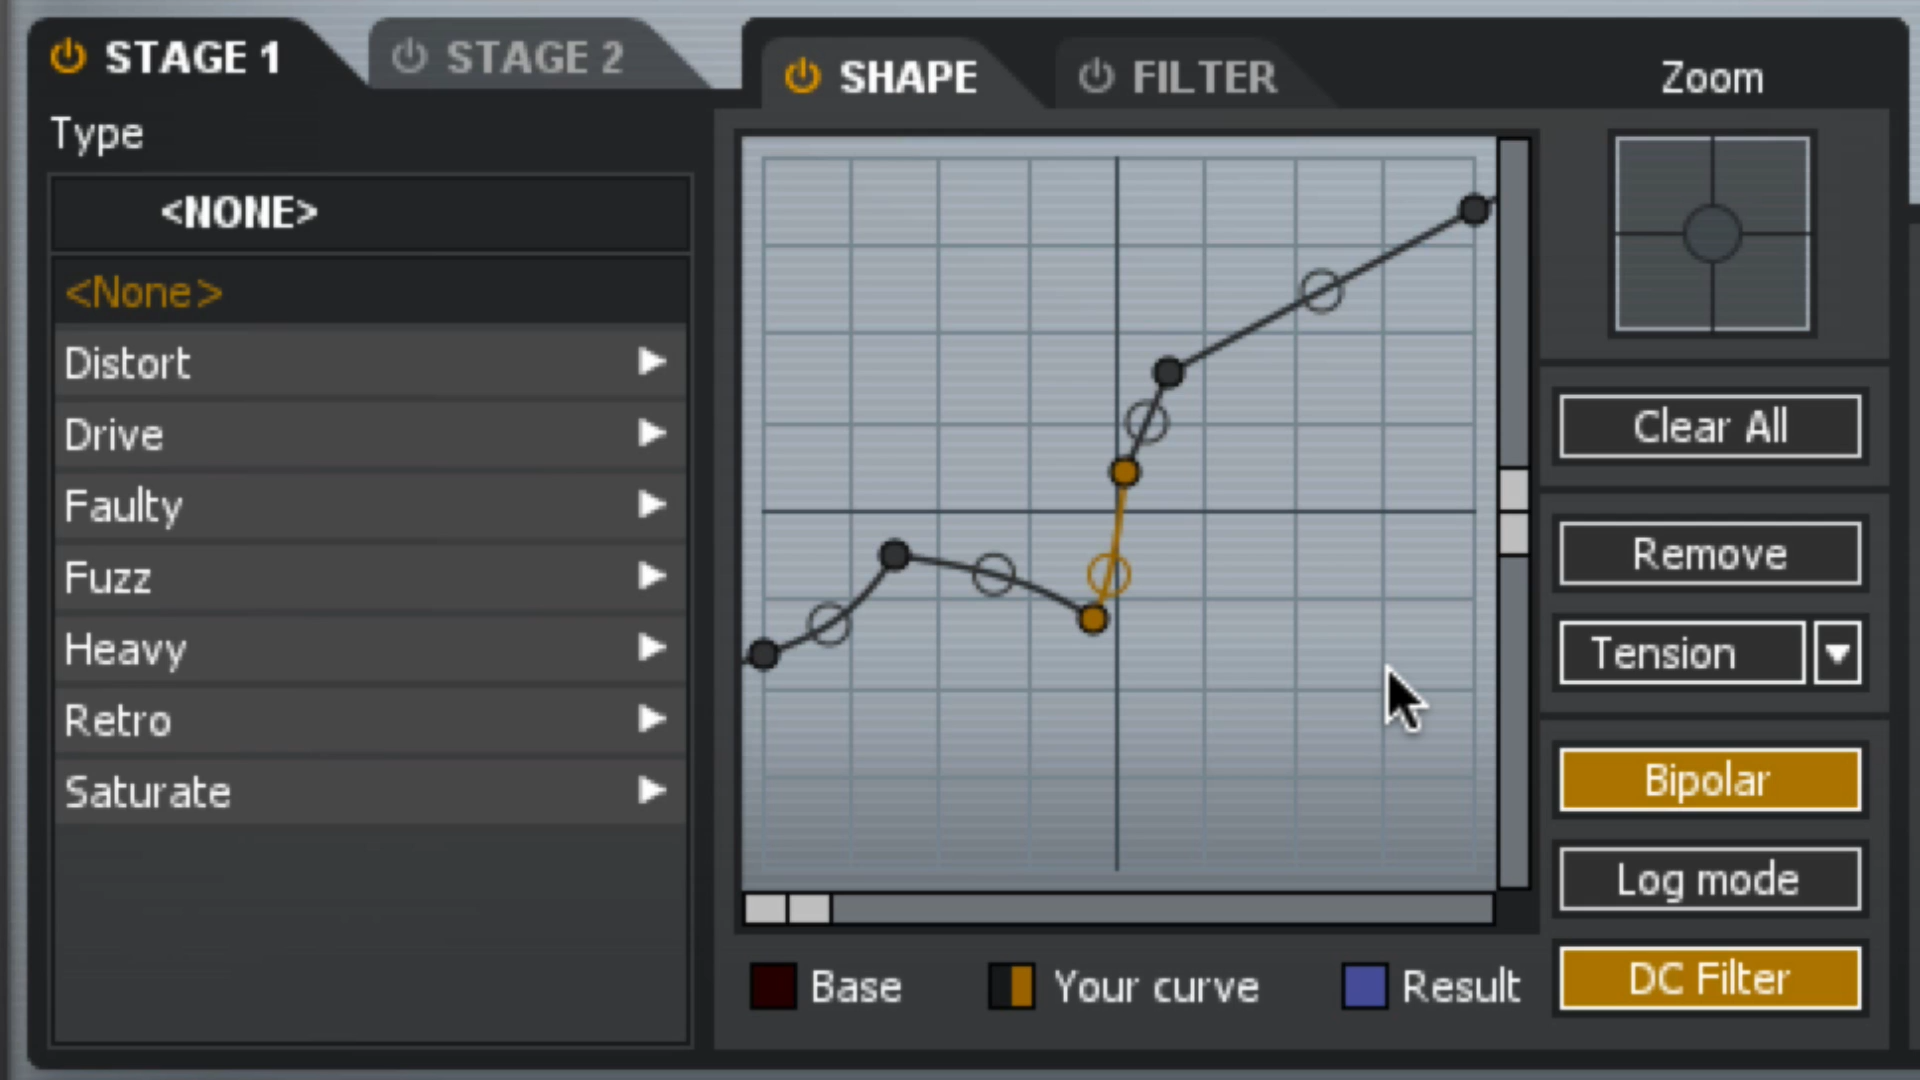 STAGE 1
STAGE 2
SHAPE
FILTER
Zoom
Type
<NONE>
<None>
Distort
Drive
Faulty
Fuzz
Heavy
Retro
Saturate
Clear All
Remove
Tension
Bipolar
Log mode
DC Filter
Base
Your curve
Result